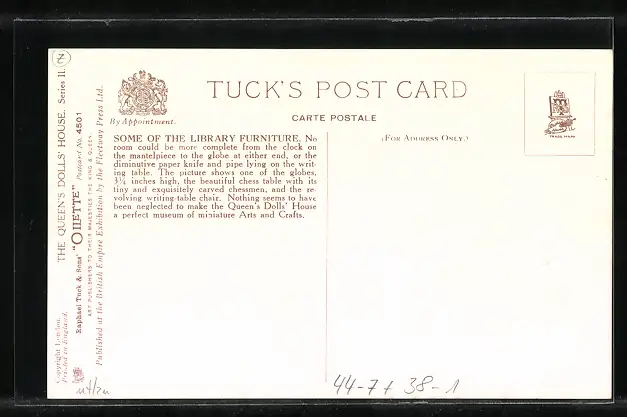 Z
THE QUEEN'S DOLLS' HOUSE. Series II.
Raphael Tuck & Sons' "OILETTE" Postcard No. 4501
ART PUBLISHERS TO THEIR MAJESTIES THE KING & QUEEN.
Published at the British Empire Exhibition by the Fleetway Press Ltd.
Copyright London.
Printed in England.
By Appointment.
TUCK'S POST CARD
CARTE POSTALE
(FOR ADDRESS ONLY.)
TRADE MARK
SOME OF THE LIBRARY FURNITURE. No
room could be more complete from the clock on
the mantelpiece to the globe at either end, or the
diminutive paper knife and pipe lying on the writ-
ing table. The picture shows one of the globes,
3¼ inches high, the beautiful chess table with its
tiny and exquisitely carved chessmen, and the re-
volving writing-table chair. Nothing seems to have
been neglected to make the Queen's Dolls' House
a perfect museum of miniature Arts and Crafts.
44-7+ 38-1